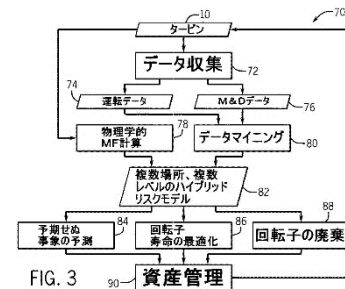 10
70
タービン
データ収集
72
74
運転データ
M&Dデータ
76
物理学的
MF計算
78
データマイニング
80
複数場所、複数
レベルのハイブリッド
リスクモデル
82
予期せぬ
事象の予測
84
回転子
寿命の最適化
86
回転子の廃棄
88
FIG. 3
90
資産管理